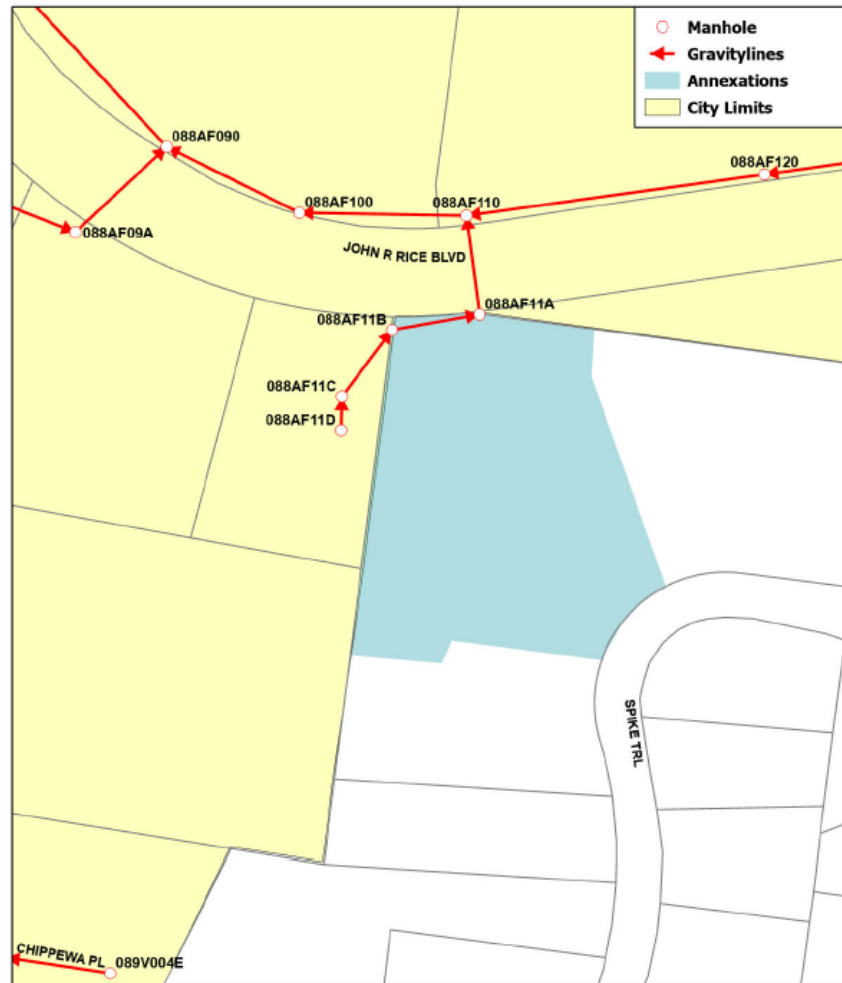 Manhole
Gravitylines
Annexations
City Limits
088AF090
088AF120
088AF100
088AF110
088AF09A
JOHN R RICE BLVD
088AF11A
088AF11B
088AF11C
088AF11D
SPIKE TRL
CHIPPEWA PL
089V004E